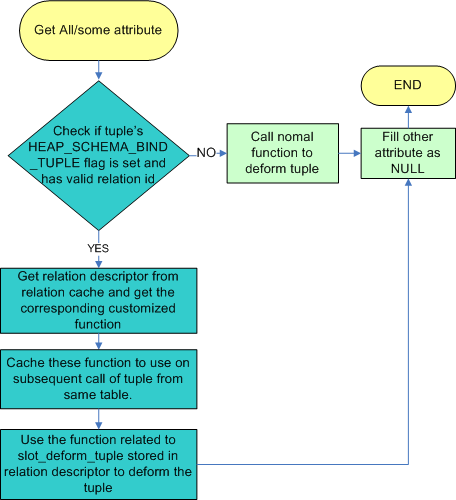 Get All/some attribute
END
Check if tuple's
HEAP_SCHEMA_BIND
_TUPLE flag is set and
has valid relation id
NO
Call nomal
function to
deform tuple
Fill other
attribute as
NULL
YES
Get relation descriptor from
relation cache and get the
corresponding customized
function
Cache these function to use on
subsequent call of tuple from
same table.
Use the function related to
slot_deform_tuple stored in
relation descriptor to deform the
tuple